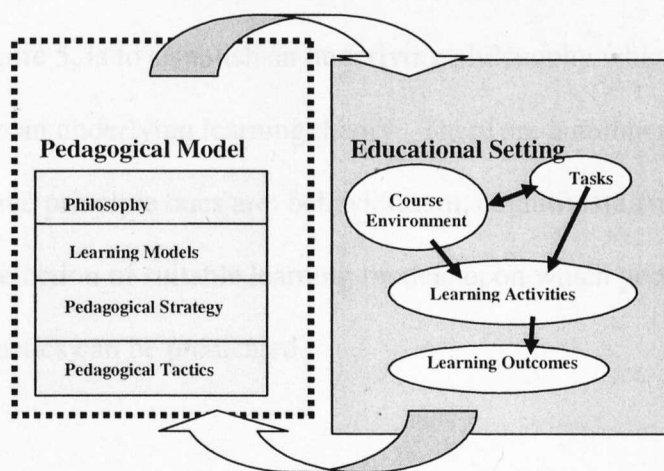 Pedagogical Model
Philosophy
Learning Models
Pedagogical Strategy
Pedagogical Tactics
Educational Setting
Tasks
Course
Environment
Learning Activities
Learning Outcomes